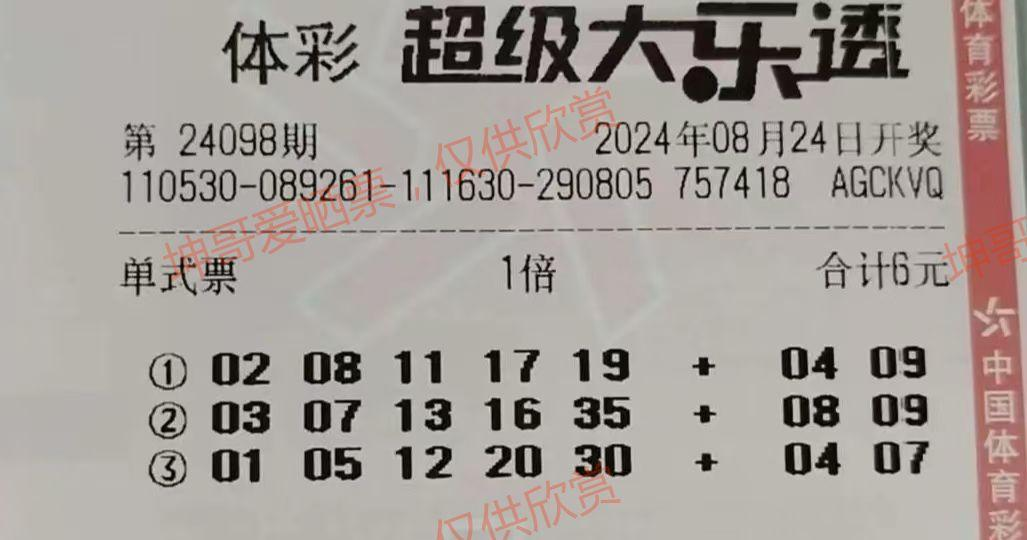 体彩 超级大乐透
第 24098期 2024年08月24日开奖
110530-089261-111630-290805 757418 AGCKVQ
坤哥爱晒票，仅供欣赏
单式票 1倍 合计6元
坤哥
① 02 08 11 17 19 + 04 09
② 03 07 13 16 35 + 08 09
③ 01 05 12 20 30 + 04 07
仅供欣赏
体育彩票
中国体育彩